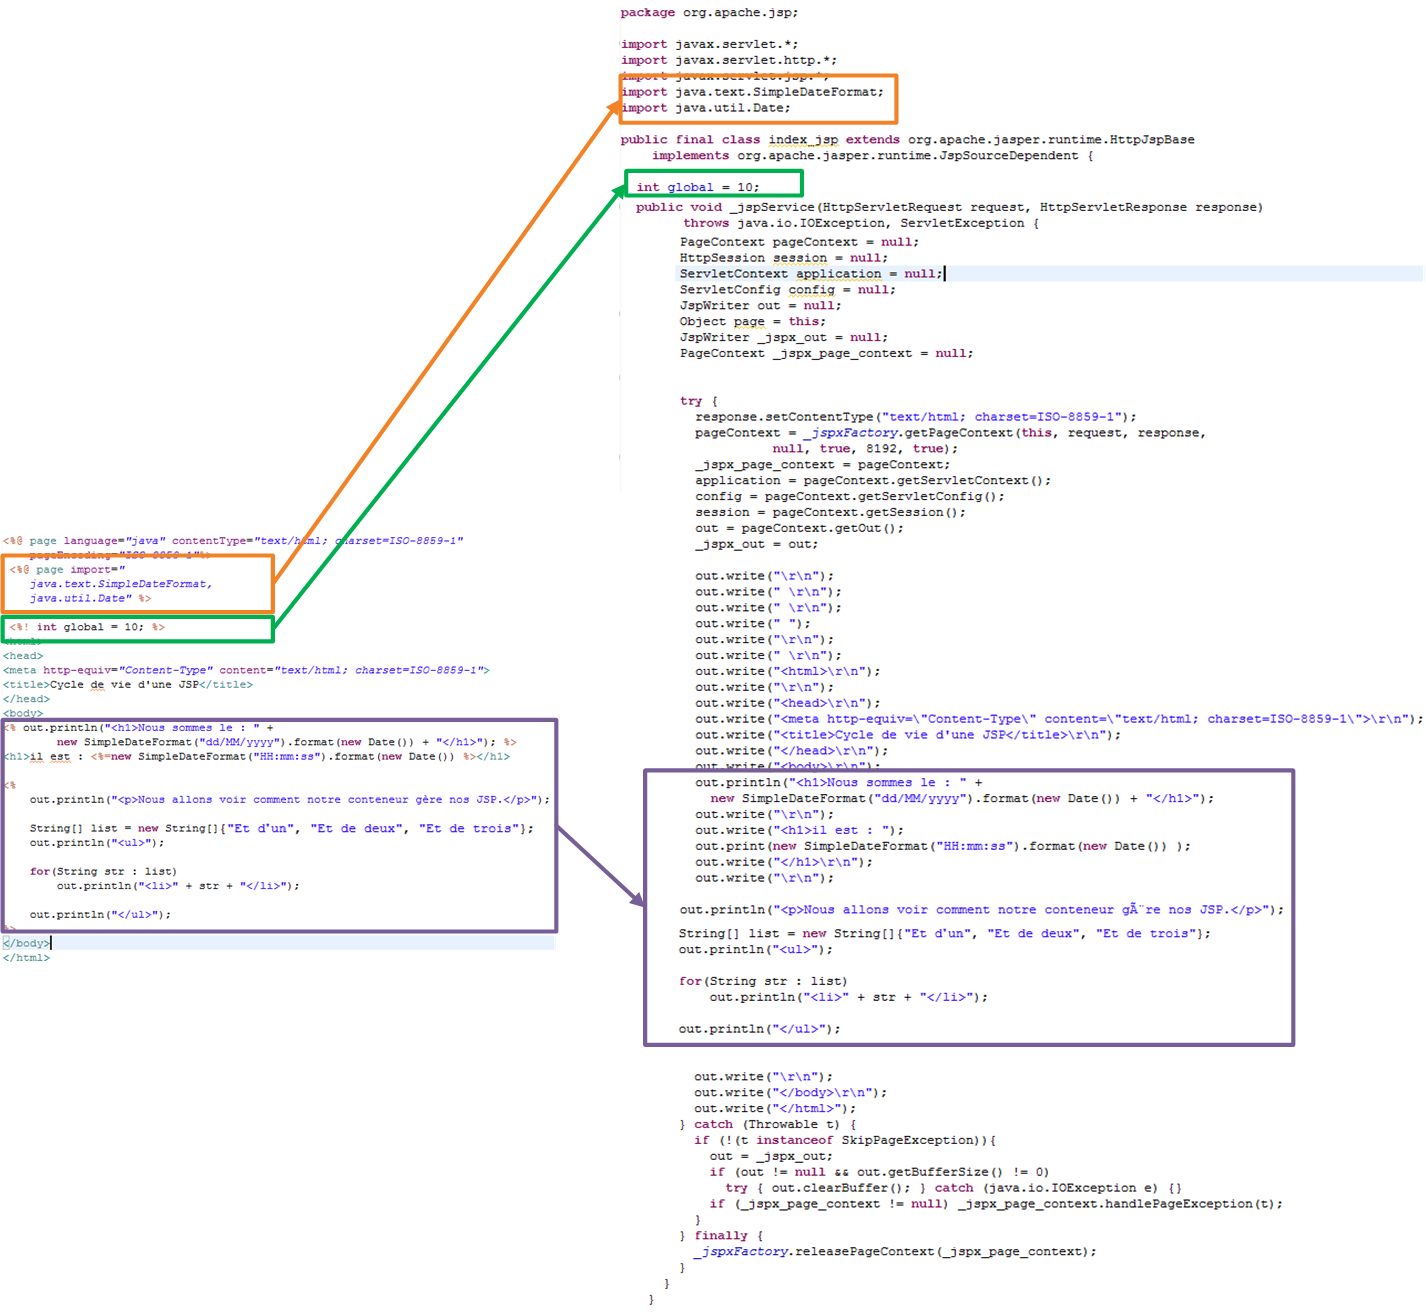 <%@ page language="java" contentType="text/html; charset=ISO-8859-1"
pageEncoding="ISO-8859-1"%>
<%@ page import="
java.text.SimpleDateFormat,
java.util.Date" %>
<%! int global = 10; %>
<html>
<head>
<meta http-equiv="Content-Type" content="text/html; charset=ISO-8859-1">
<title>Cycle de vie d'une JSP</title>
</head>
<body>
<% out.println("<h1>Nous sommes le : " +
new SimpleDateFormat("dd/MM/yyyy").format(new Date()) + "</h1>"); %>
<h1>il est : <%=new SimpleDateFormat("HH:mm:ss").format(new Date()) %></h1>
<%
out.println("<p>Nous allons voir comment notre conteneur gère nos JSP.</p>");
String[] list = new String[]{"Et d'un", "Et de deux", "Et de trois"};
out.println("<ul>");
for(String str : list)
out.println("<li>" + str + "</li>");
out.println("</ul>");
%>
</body>
</html>
package org.apache.jsp;
import javax.servlet.*;
import javax.servlet.http.*;
import javax.servlet.jsp.*;
import java.text.SimpleDateFormat;
import java.util.Date;
public final class index_jsp extends org.apache.jasper.runtime.HttpJspBase
implements org.apache.jasper.runtime.JspSourceDependent {
int global = 10;
public void _jspService(HttpServletRequest request, HttpServletResponse response)
throws java.io.IOException, ServletException {
PageContext pageContext = null;
HttpSession session = null;
ServletContext application = null;
ServletConfig config = null;
JspWriter out = null;
Object page = this;
JspWriter _jspx_out = null;
PageContext _jspx_page_context = null;
try {
response.setContentType("text/html; charset=ISO-8859-1");
pageContext = _jspxFactory.getPageContext(this, request, response,
null, true, 8192, true);
_jspx_page_context = pageContext;
application = pageContext.getServletContext();
config = pageContext.getServletConfig();
session = pageContext.getSession();
out = pageContext.getOut();
_jspx_out = out;
out.write("\r\n");
out.write(" \r\n");
out.write(" \r\n");
out.write(" ");
out.write("\r\n");
out.write(" \r\n");
out.write("<html>\r\n");
out.write("\r\n");
out.write("<head>\r\n");
out.write("<meta http-equiv=\"Content-Type\" content=\"text/html; charset=ISO-8859-1\">\r\n");
out.write("<title>Cycle de vie d'une JSP</title>\r\n");
out.write("</head>\r\n");
out.write("<body>\r\n");
out.println("<h1>Nous sommes le : " +
new SimpleDateFormat("dd/MM/yyyy").format(new Date()) + "</h1>");
out.write("\r\n");
out.write("<h1>il est : ");
out.print(new SimpleDateFormat("HH:mm:ss").format(new Date()) );
out.write("</h1>\r\n");
out.write("\r\n");
out.println("<p>Nous allons voir comment notre conteneur gÃ¨re nos JSP.</p>");
String[] list = new String[]{"Et d'un", "Et de deux", "Et de trois"};
out.println("<ul>");
for(String str : list)
out.println("<li>" + str + "</li>");
out.println("</ul>");
out.write("\r\n");
out.write("</body>\r\n");
out.write("</html>");
} catch (Throwable t) {
if (!(t instanceof SkipPageException)){
out = _jspx_out;
if (out != null && out.getBufferSize() != 0)
try { out.clearBuffer(); } catch (java.io.IOException e) {}
if (_jspx_page_context != null) _jspx_page_context.handlePageException(t);
}
} finally {
_jspxFactory.releasePageContext(_jspx_page_context);
}
}
}